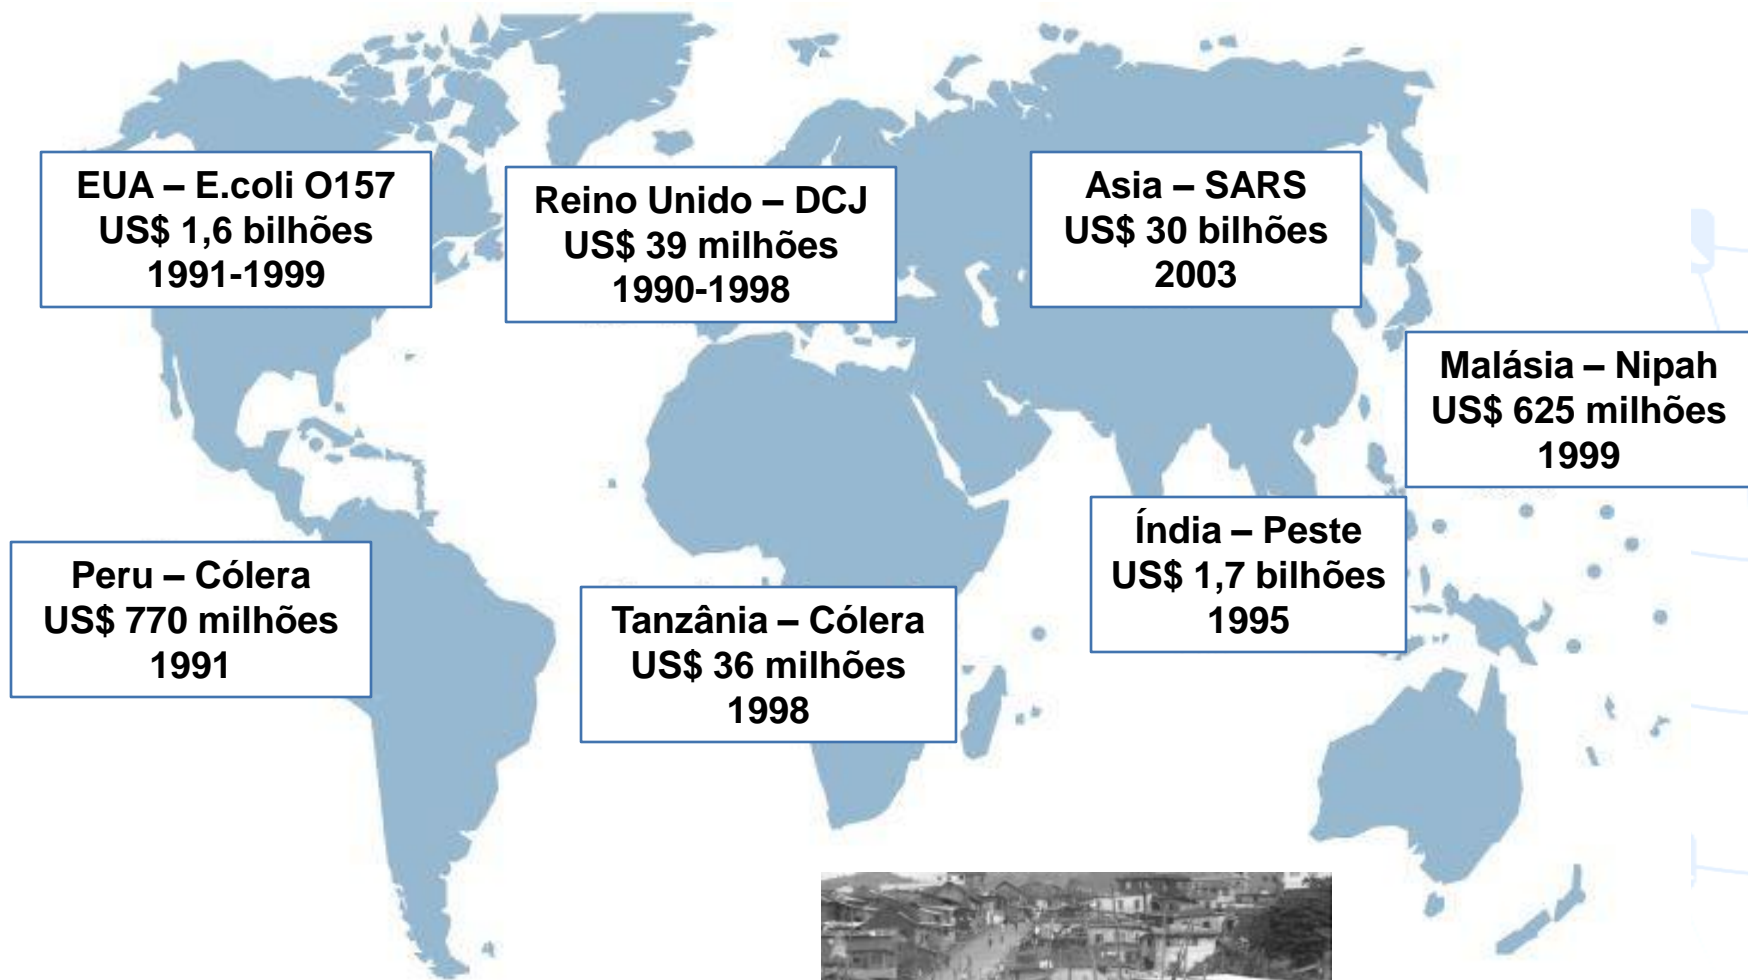 EUA – E.coli O157
US$ 1,6 bilhões
1991-1999
Reino Unido – DCJ
US$ 39 milhões
1990-1998
Asia – SARS
US$ 30 bilhões
2003
Malásia – Nipah
US$ 625 milhões
1999
Peru – Cólera
US$ 770 milhões
1991
Tanzânia – Cólera
US$ 36 milhões
1998
Índia – Peste
US$ 1,7 bilhões
1995